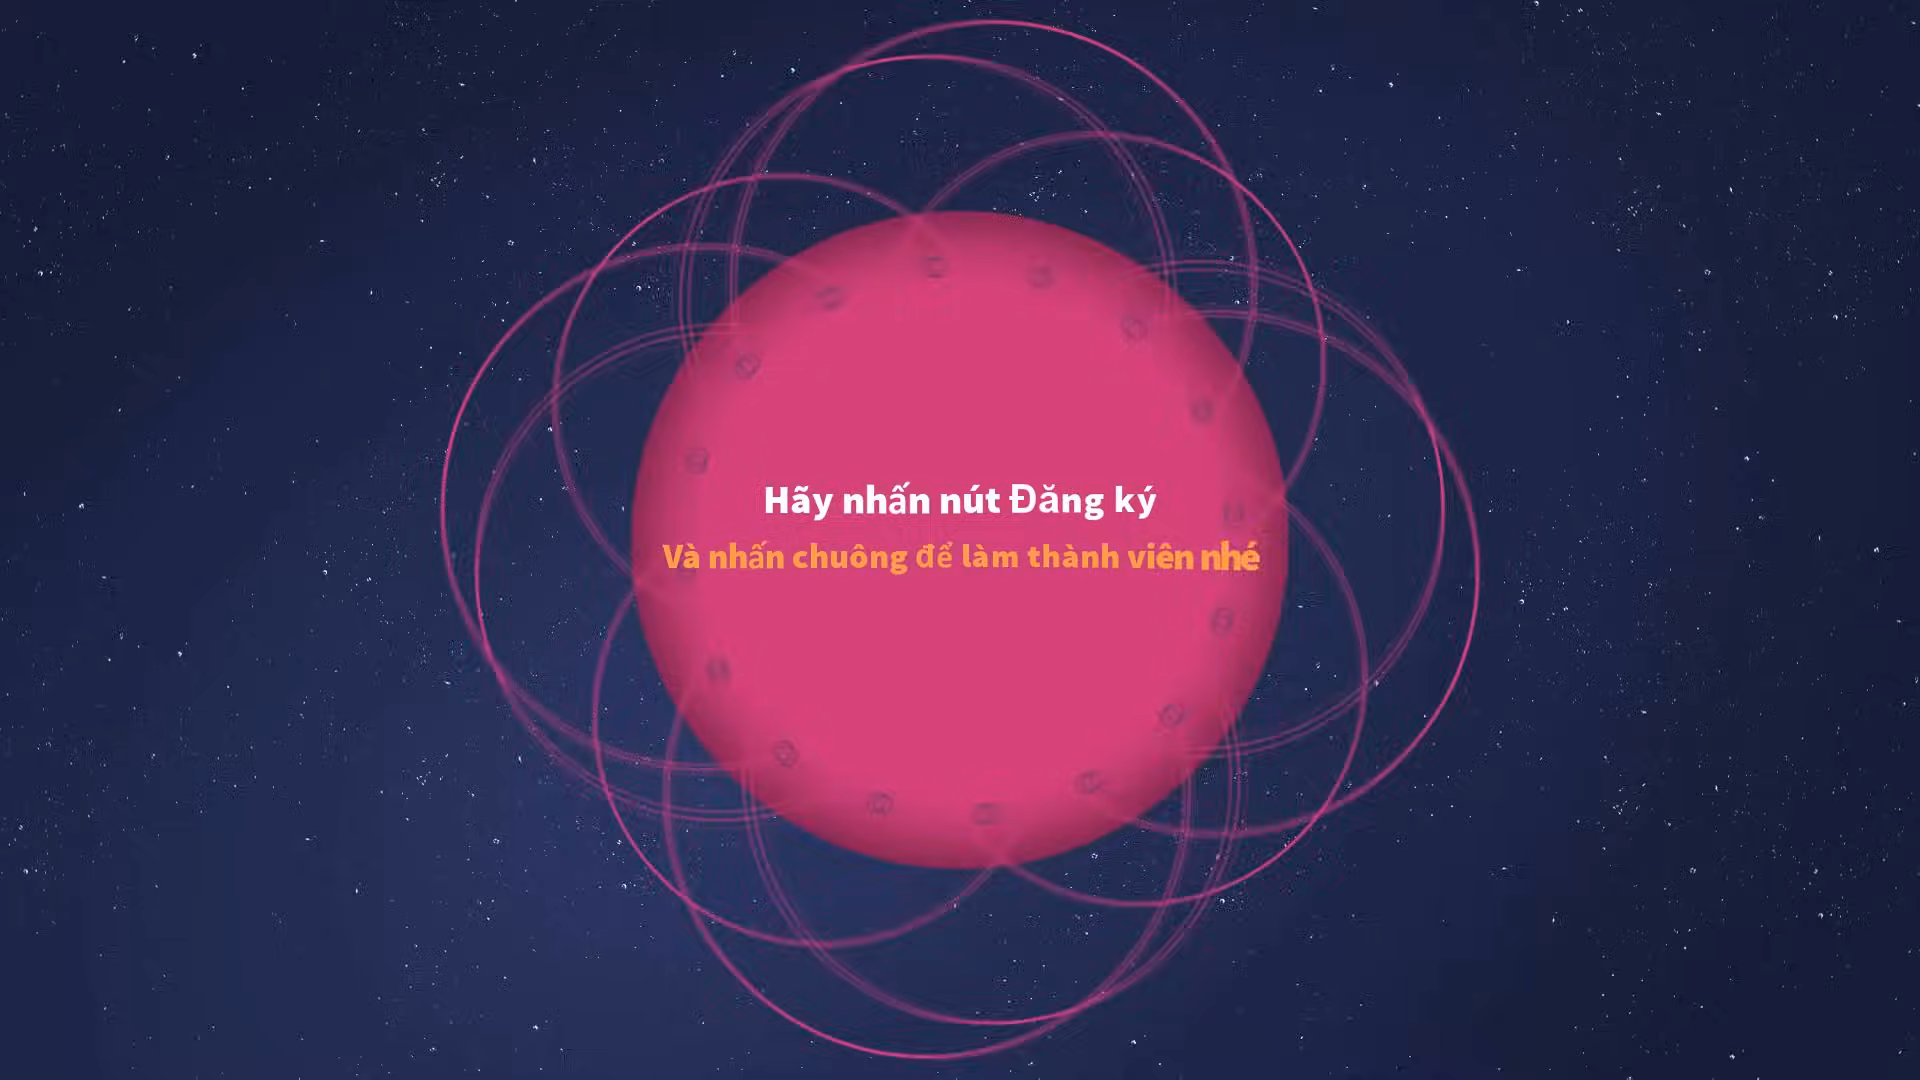 Hãy nhấn nút Đăng ký
Và nhấn chuông để làm thành viên nhé